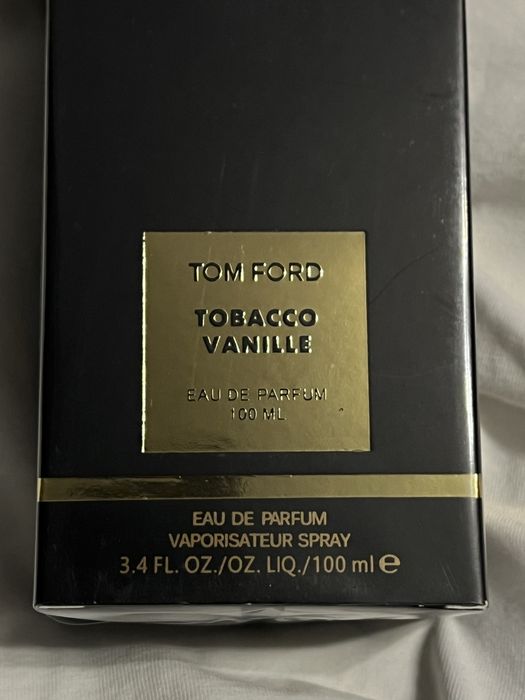 TOM FORD
TOBACCO
VANILLE
EAU DE PARFUM
100 ML
EAU DE PARFUM
VAPORISATEUR SPRAY
3.4 FL. OZ./OZ. LIQ./100 ml ℮